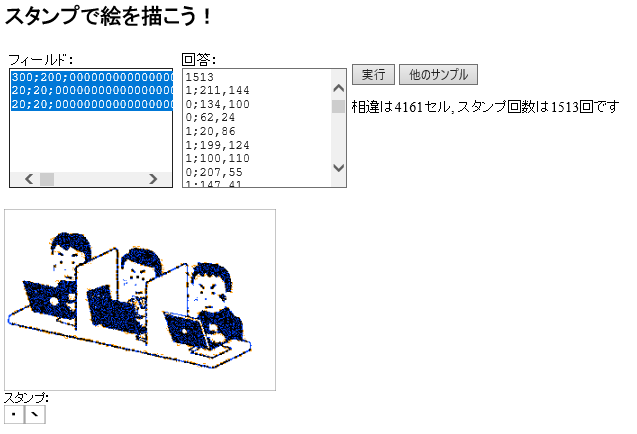 スタンプで絵を描こう！
フィールド:
回答:
300;200;0000000000000000
20;20;00000000000000000
20;20;00000000000000000
1513
1;211,144
0;134,100
0;62,24
1;20,86
1;199,124
1;100,110
0;207,55
1;147,41
実行
他のサンプル
相違は4161セル, スタンプ回数は1513回です
スタンプ: